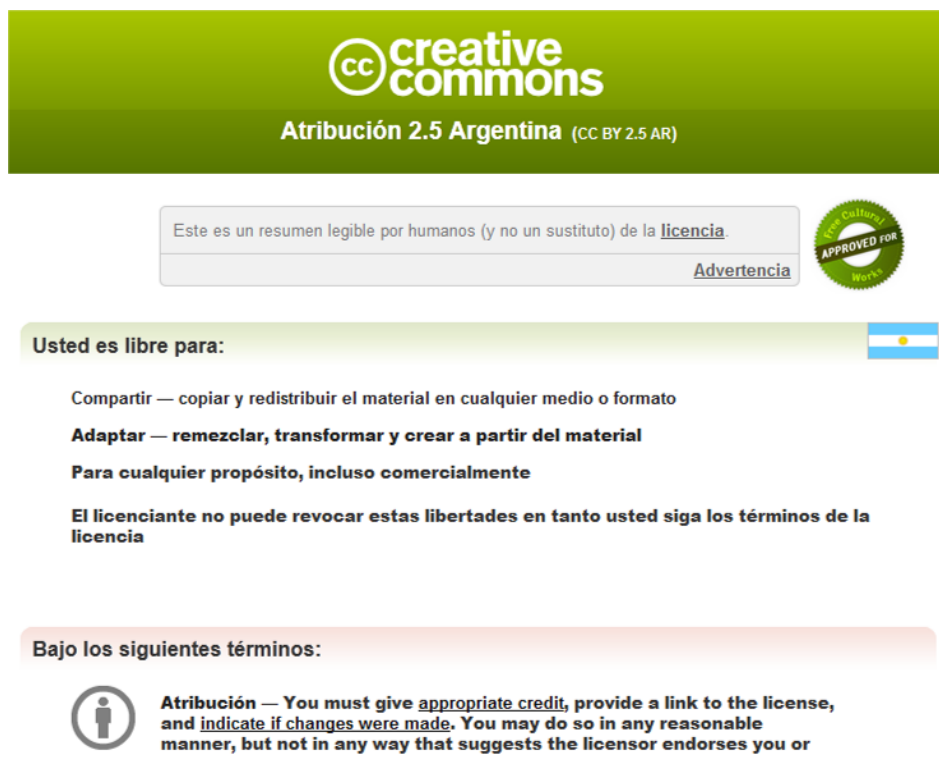 cc creative
commons
Atribución 2.5 Argentina (CC BY 2.5 AR)
Este es un resumen legible por humanos (y no un sustituto) de la licencia.
Advertencia
Free Cultural
APPROVED FOR
Works
Usted es libre para:
Compartir — copiar y redistribuir el material en cualquier medio o formato
Adaptar — remezclar, transformar y crear a partir del material
Para cualquier propósito, incluso comercialmente
El licenciante no puede revocar estas libertades en tanto usted siga los términos de la
licencia
Bajo los siguientes términos:
Atribución — You must give appropriate credit, provide a link to the license,
and indicate if changes were made. You may do so in any reasonable
manner, but not in any way that suggests the licensor endorses you or